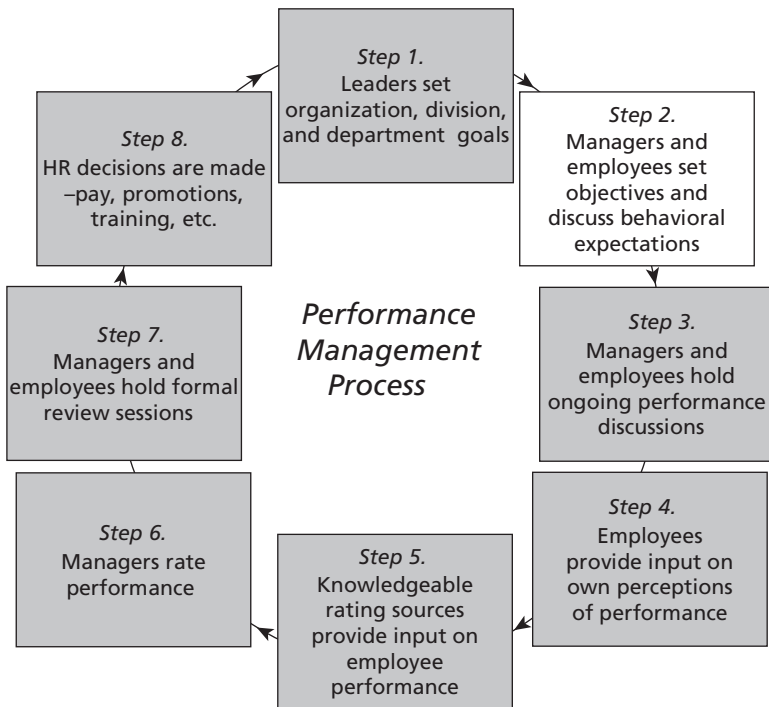 Step 1.
Leaders set
organization, division,
and department goals
Step 2.
Managers and
employees set
objectives and
discuss behavioral
expectations
Step 3.
Managers and
employees hold
ongoing performance
discussions
Step 4.
Employees
provide input on
own perceptions
of performance
Step 5.
Knowledgeable
rating sources
provide input on
employee
performance
Step 6.
Managers rate
performance
Step 7.
Managers and
employees hold formal
review sessions
Step 8.
HR decisions are made
–pay, promotions,
training, etc.
Performance
Management
Process